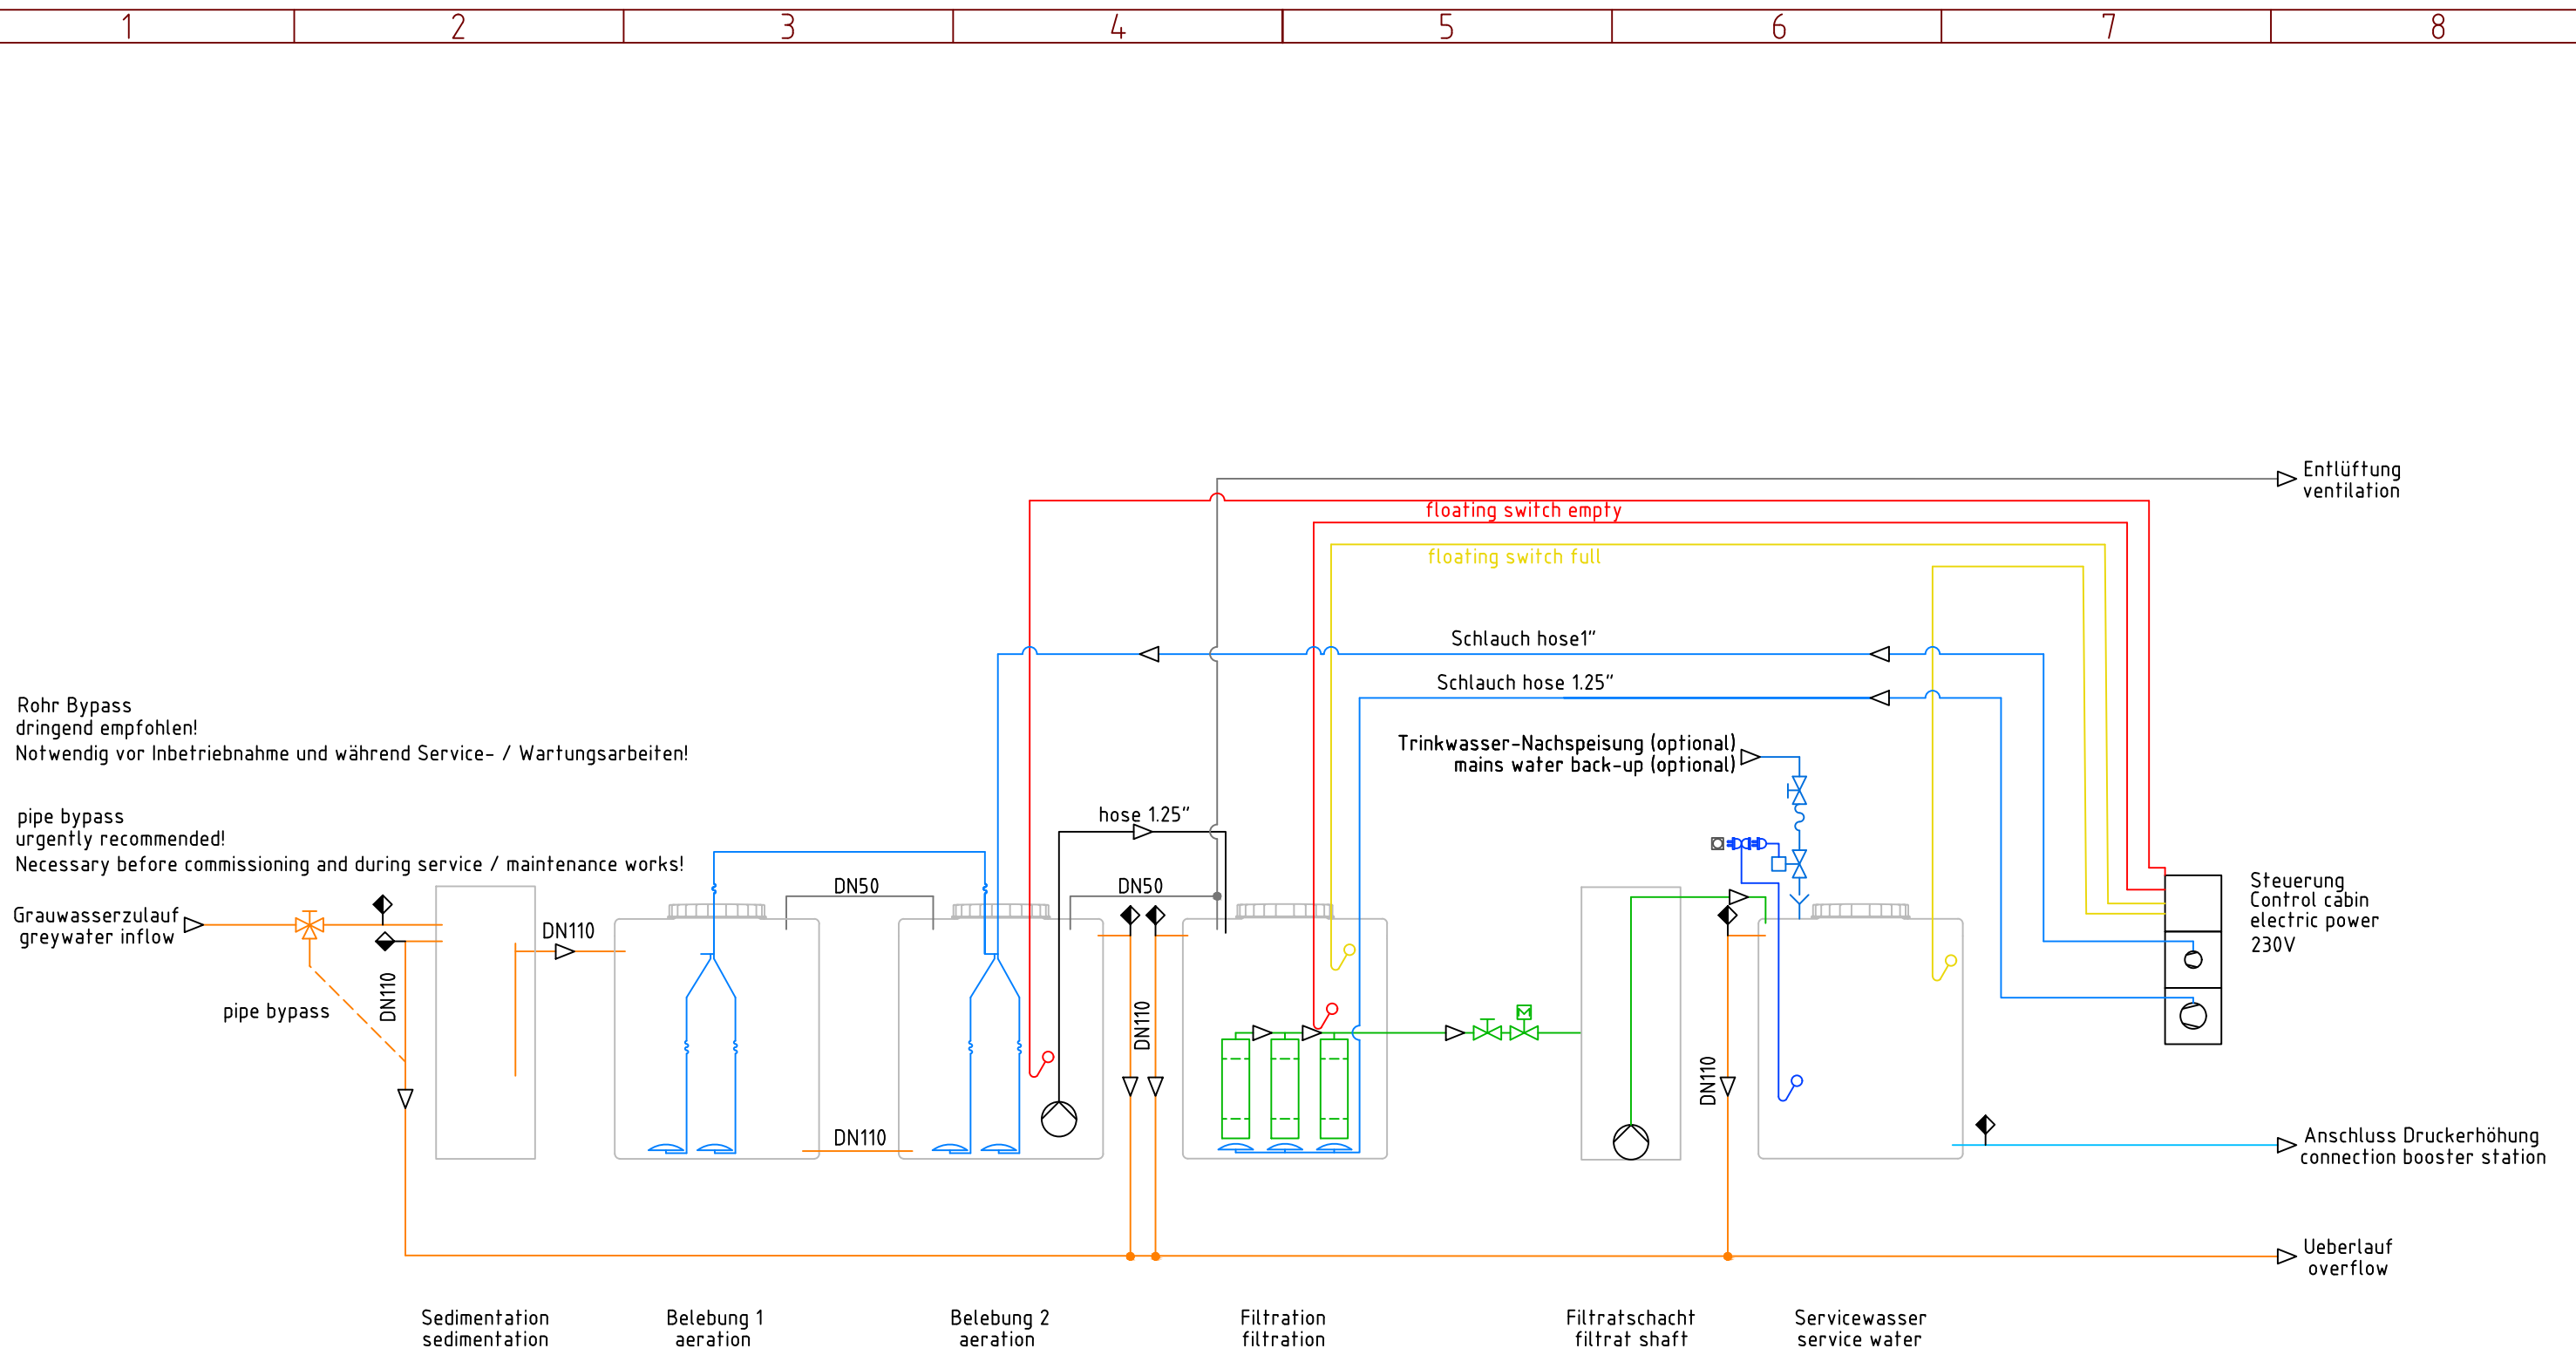 1 2 3 4 5 6 7 8
Entlüftung
ventilation
floating switch empty
floating switch full
Schlauch hose1"
Schlauch hose 1.25"
Rohr Bypass
dringend empfohlen!
Notwendig vor Inbetriebnahme und während Service- / Wartungsarbeiten!
Trinkwasser-Nachspeisung (optional)
mains water back-up (optional)
pipe bypass
urgently recommended!
Necessary before commissioning and during service / maintenance works!
hose 1.25"
DN50
DN50
Steuerung
Control cabin
electric power
230V
Grauwasserzulauf
greywater inflow
DN110
pipe bypass
DN110
DN110
M
DN110
DN110
Anschluss Druckerhöhung
connection booster station
Ueberlauf
overflow
Sedimentation
sedimentation
Belebung 1
aeration
Belebung 2
aeration
Filtration
filtration
Filtratschacht
filtrat shaft
Servicewasser
service water